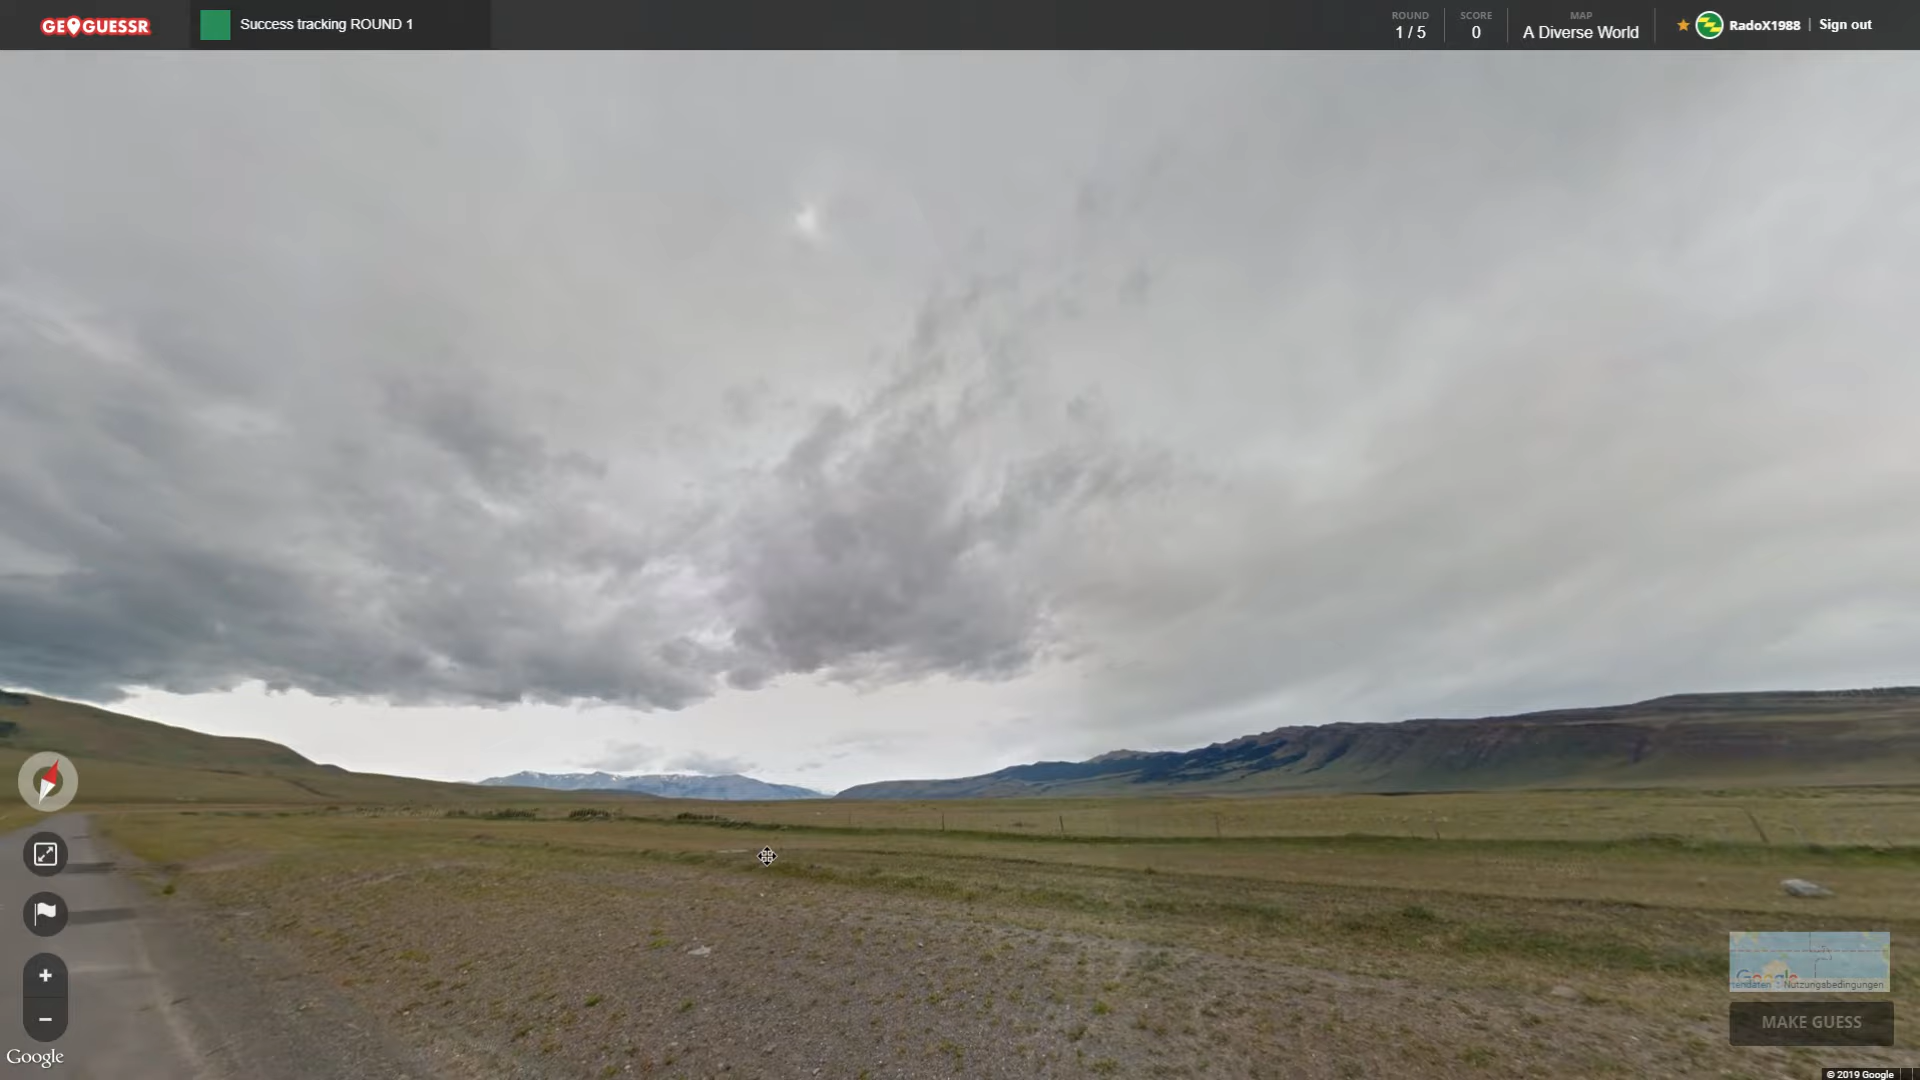 GEOGUESSR
Success tracking ROUND 1
ROUND
1 / 5
SCORE
0
MAP
A Diverse World
RadoX1988 | Sign out
Google
Nutzungsbedingungen
MAKE GUESS
Google
© 2019 Google